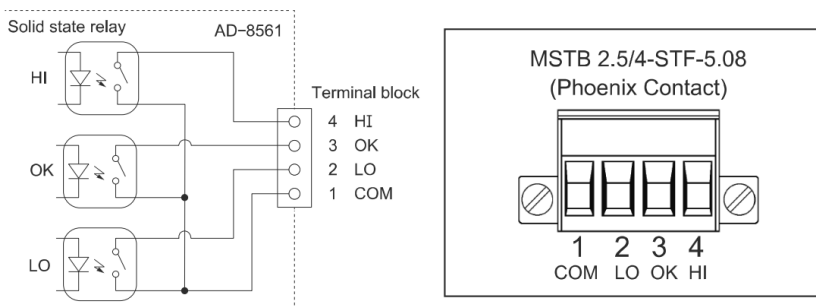 Solid state relay
AD-8561
HI
OK
LO
Terminal block
4 HI
3 OK
2 LO
1 COM
MSTB 2.5/4-STF-5.08
(Phoenix Contact)
1 2 3 4
COM LO OK HI